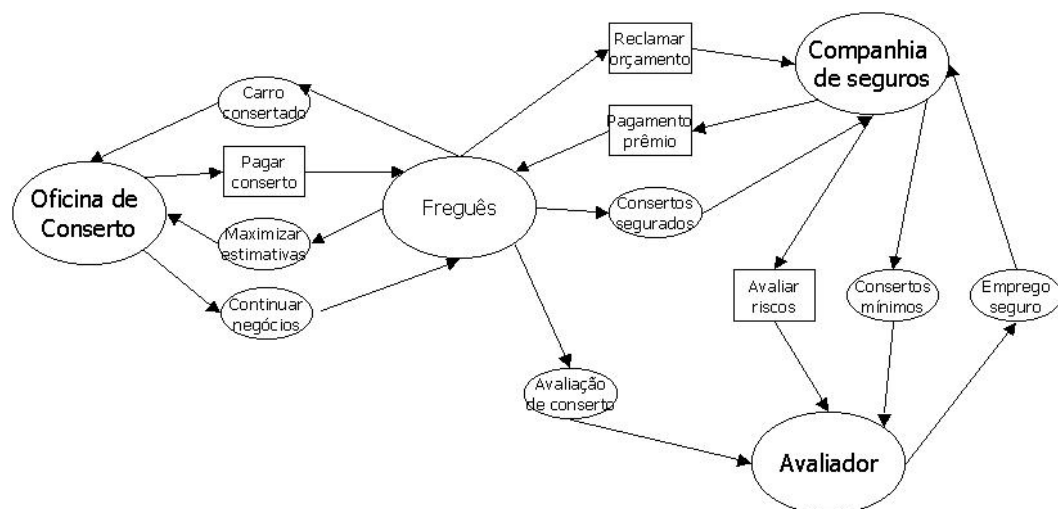 Reclamar
orçamento
Companhia
de seguros
Carro
consertado
Pagamento
prêmio
Pagar
conserto
Oficina de
Conserto
Freguês
Consertos
segurados
Maximizar
estimativas
Continuar
negócios
Avaliar
riscos
Consertos
mínimos
Emprego
seguro
Avaliação
de conserto
Avaliador